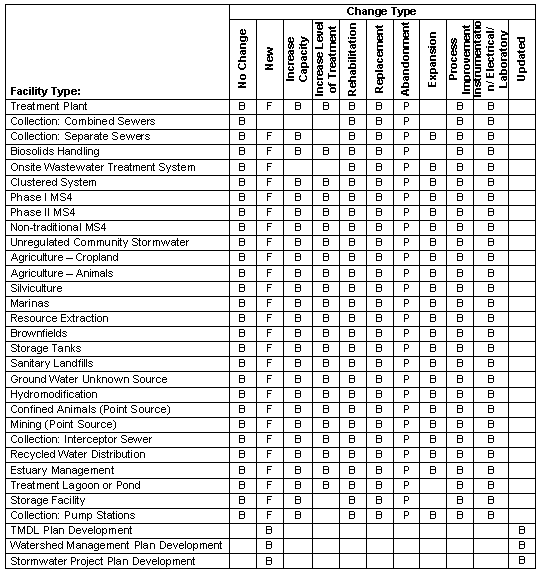 Change Type
Facility Type:
No Change
New
Increase
Capacity
Increase Level
of Treatment
Rehabilitation
Replacement
Abandonment
Expansion
Process
Improvement
Instrumentatio
n/ Electrical/
Laboratory
Updated
Treatment Plant B F B B B B P B B
Collection: Combined Sewers B B B P B B
Collection: Separate Sewers B F B B B P B B B
Biosolids Handling B F B B B B P B B
Onsite Wastewater Treatment System B F B B P B B B
Clustered System B F B B B B P B B B
Phase I MS4 B F B B B B P B B B
Phase II MS4 B F B B B B P B B B
Non-traditional MS4 B F B B B B P B B B
Unregulated Community Stormwater B F B B B B P B B B
Agriculture – Cropland B F B B B B P B B B
Agriculture – Animals B F B B B B P B B B
Silviculture B F B B B B P B B B
Marinas B F B B B B P B B B
Resource Extraction B F B B B B P B B B
Brownfields B F B B B B P B B B
Storage Tanks B F B B B B P B B B
Sanitary Landfills B F B B B B P B B B
Ground Water Unknown Source B F B B B B P B B B
Hydromodification B F B B B B P B B B
Confined Animals (Point Source) B F B B B B P B B B
Mining (Point Source) B F B B B B P B B B
Collection: Interceptor Sewer B F B B B B P B B B
Recycled Water Distribution B F B B B B P B B B
Estuary Management B F B B B B P B B B
Treatment Lagoon or Pond B F B B B B P B B
Storage Facility B F B B B P B B
Collection: Pump Stations B F B B B P B B B
TMDL Plan Development B B
Watershed Management Plan Development B B
Stormwater Project Plan Development B B